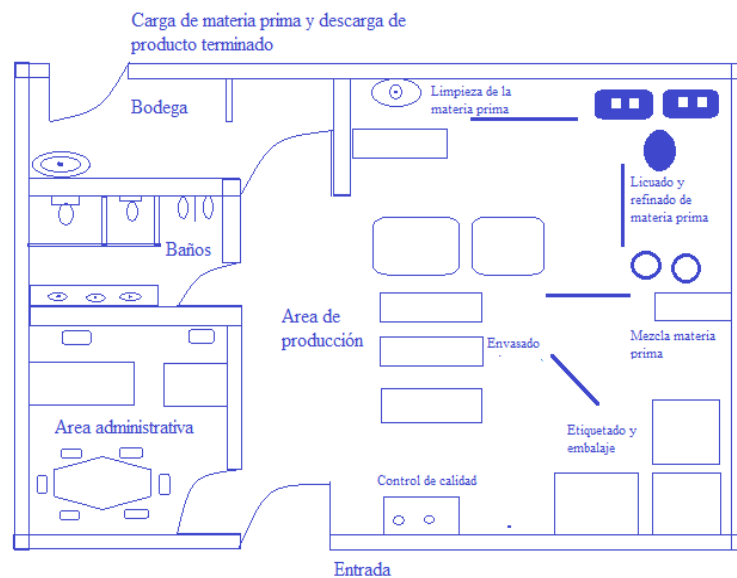 Carga de materia prima y descarga de
producto terminado
Bodega
Limpieza de la
materia prima
Licuado y
refinado de
materia prima
Baños
Area de
producción
Envasado
Mezcla materia
prima
Area administrativa
Etiquetado y
embalaje
Control de calidad
Entrada